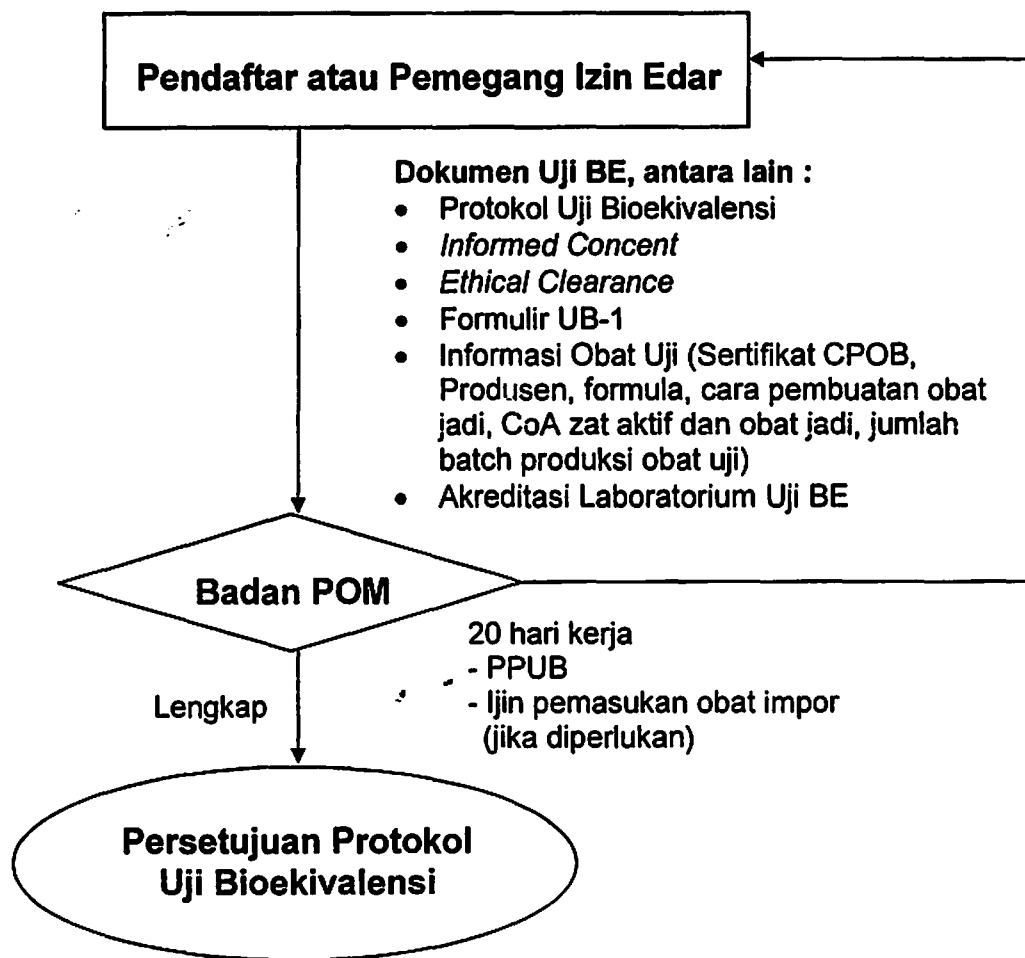 Pendaftar atau Pemegang Izin Edar
Dokumen Uji BE, antara lain :
• Protokol Uji Bioekivalensi
• Informed Concent
• Ethical Clearance
• Formulir UB-1
• Informasi Obat Uji (Sertifikat CPOB,
Produsen, formula, cara pembuatan obat
jadi, CoA zat aktif dan obat jadi, jumlah
batch produksi obat uji)
• Akreditasi Laboratorium Uji BE
Badan POM
20 hari kerja
- PPUB
- Ijin pemasukan obat impor
(jika diperlukan)
Lengkap
Persetujuan Protokol
Uji Bioekivalensi